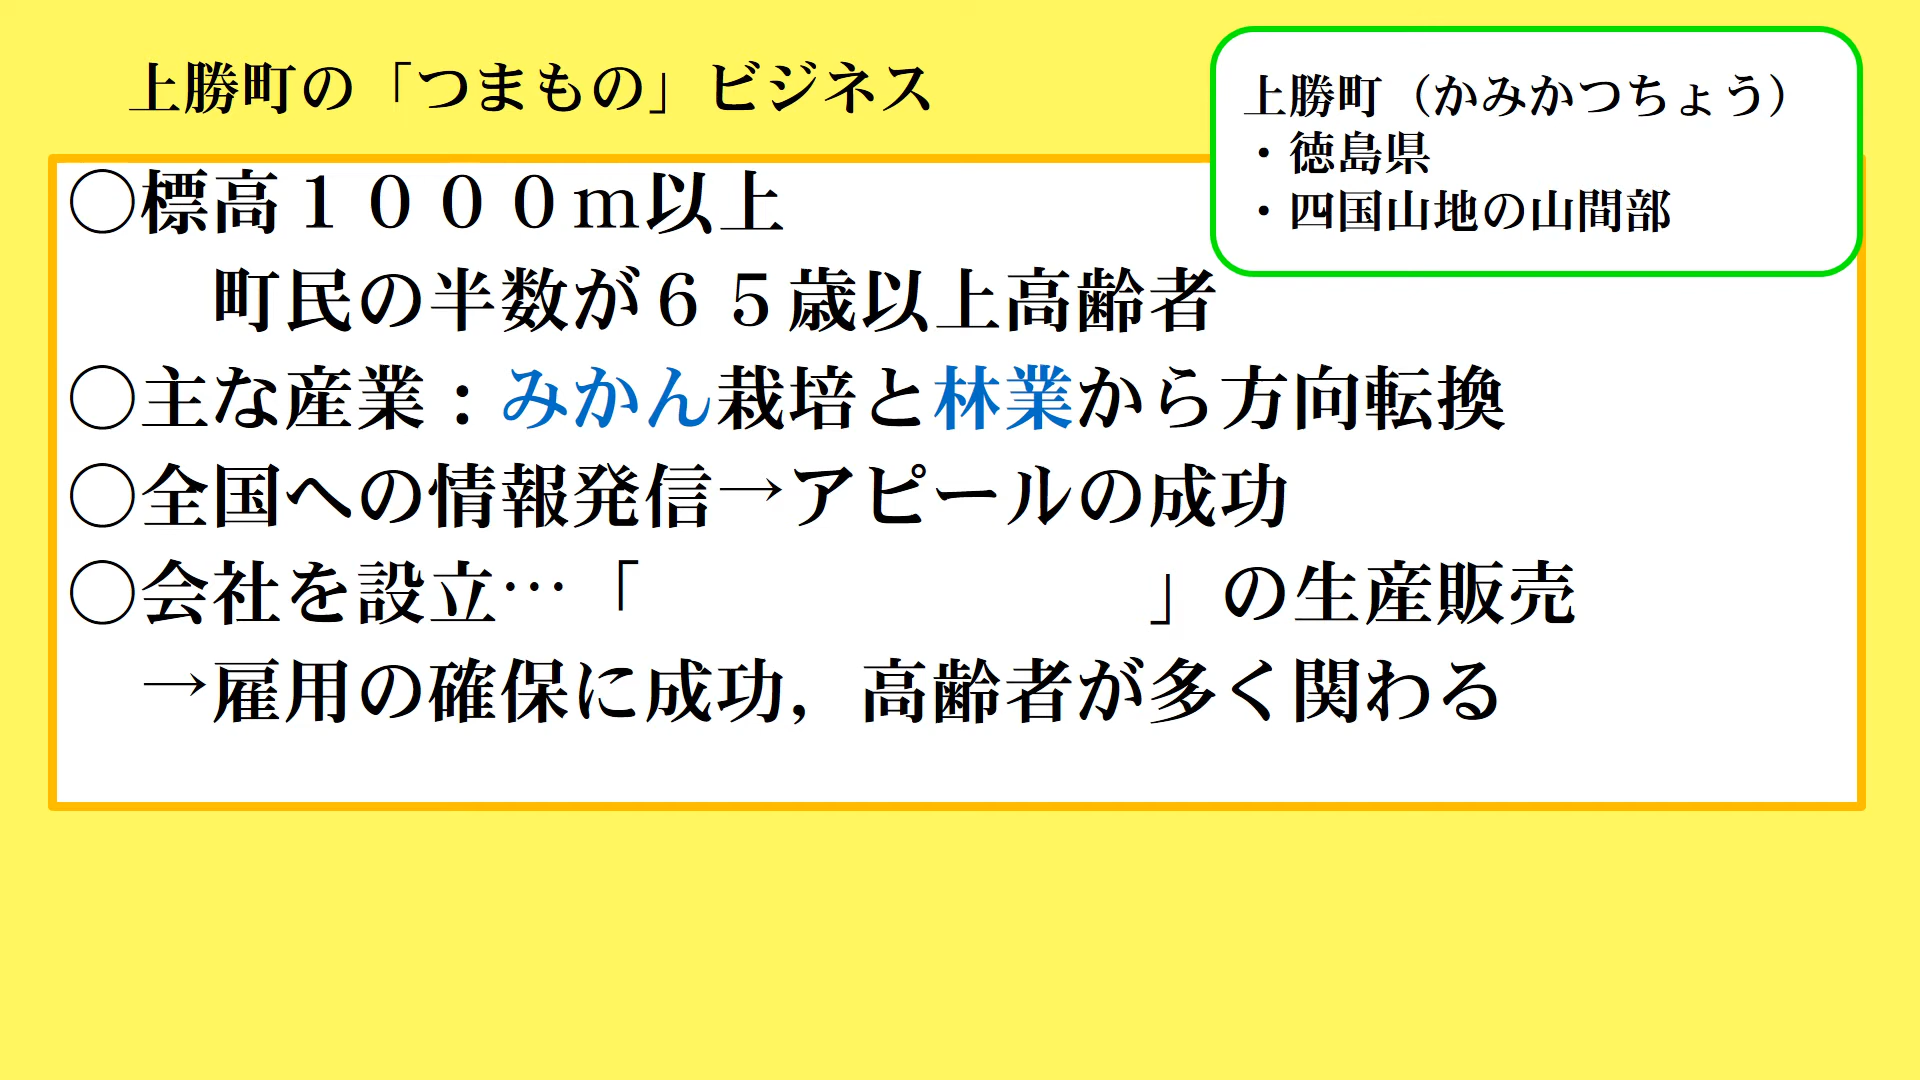 上勝町の「つまもの」ビジネス
上勝町（かみかつちょう）
・徳島県
・四国山地の山間部
〇標高１０００ｍ以上
町民の半数が６５歳以上高齢者
〇主な産業：みかん栽培と林業から方向転換
〇全国への情報発信→アピールの成功
〇会社を設立…「　　　　　　　」の生産販売
→雇用の確保に成功，高齢者が多く関わる